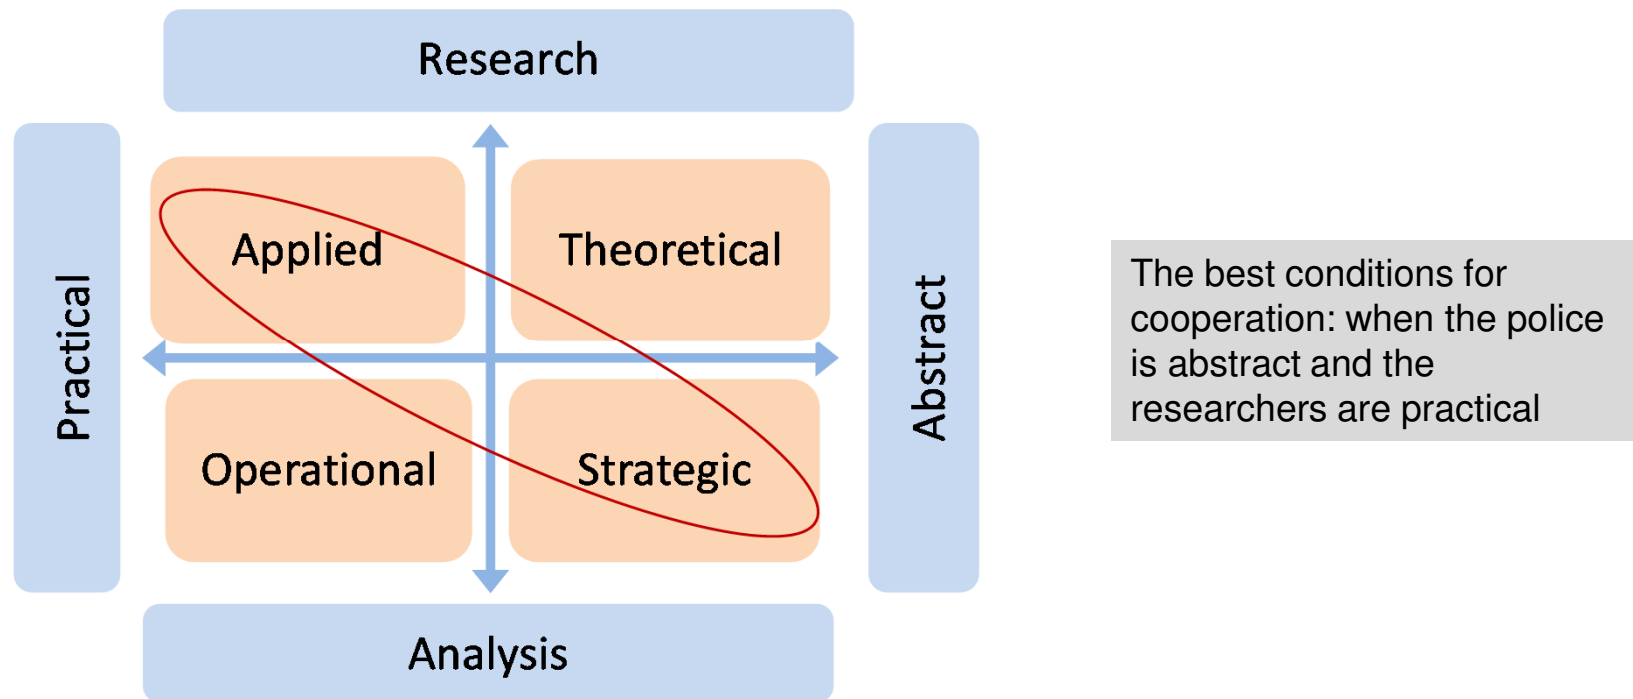 Research
Practical
Applied
Theoretical
Abstract
Operational
Strategic
Analysis
The best conditions for
cooperation: when the police
is abstract and the
researchers are practical